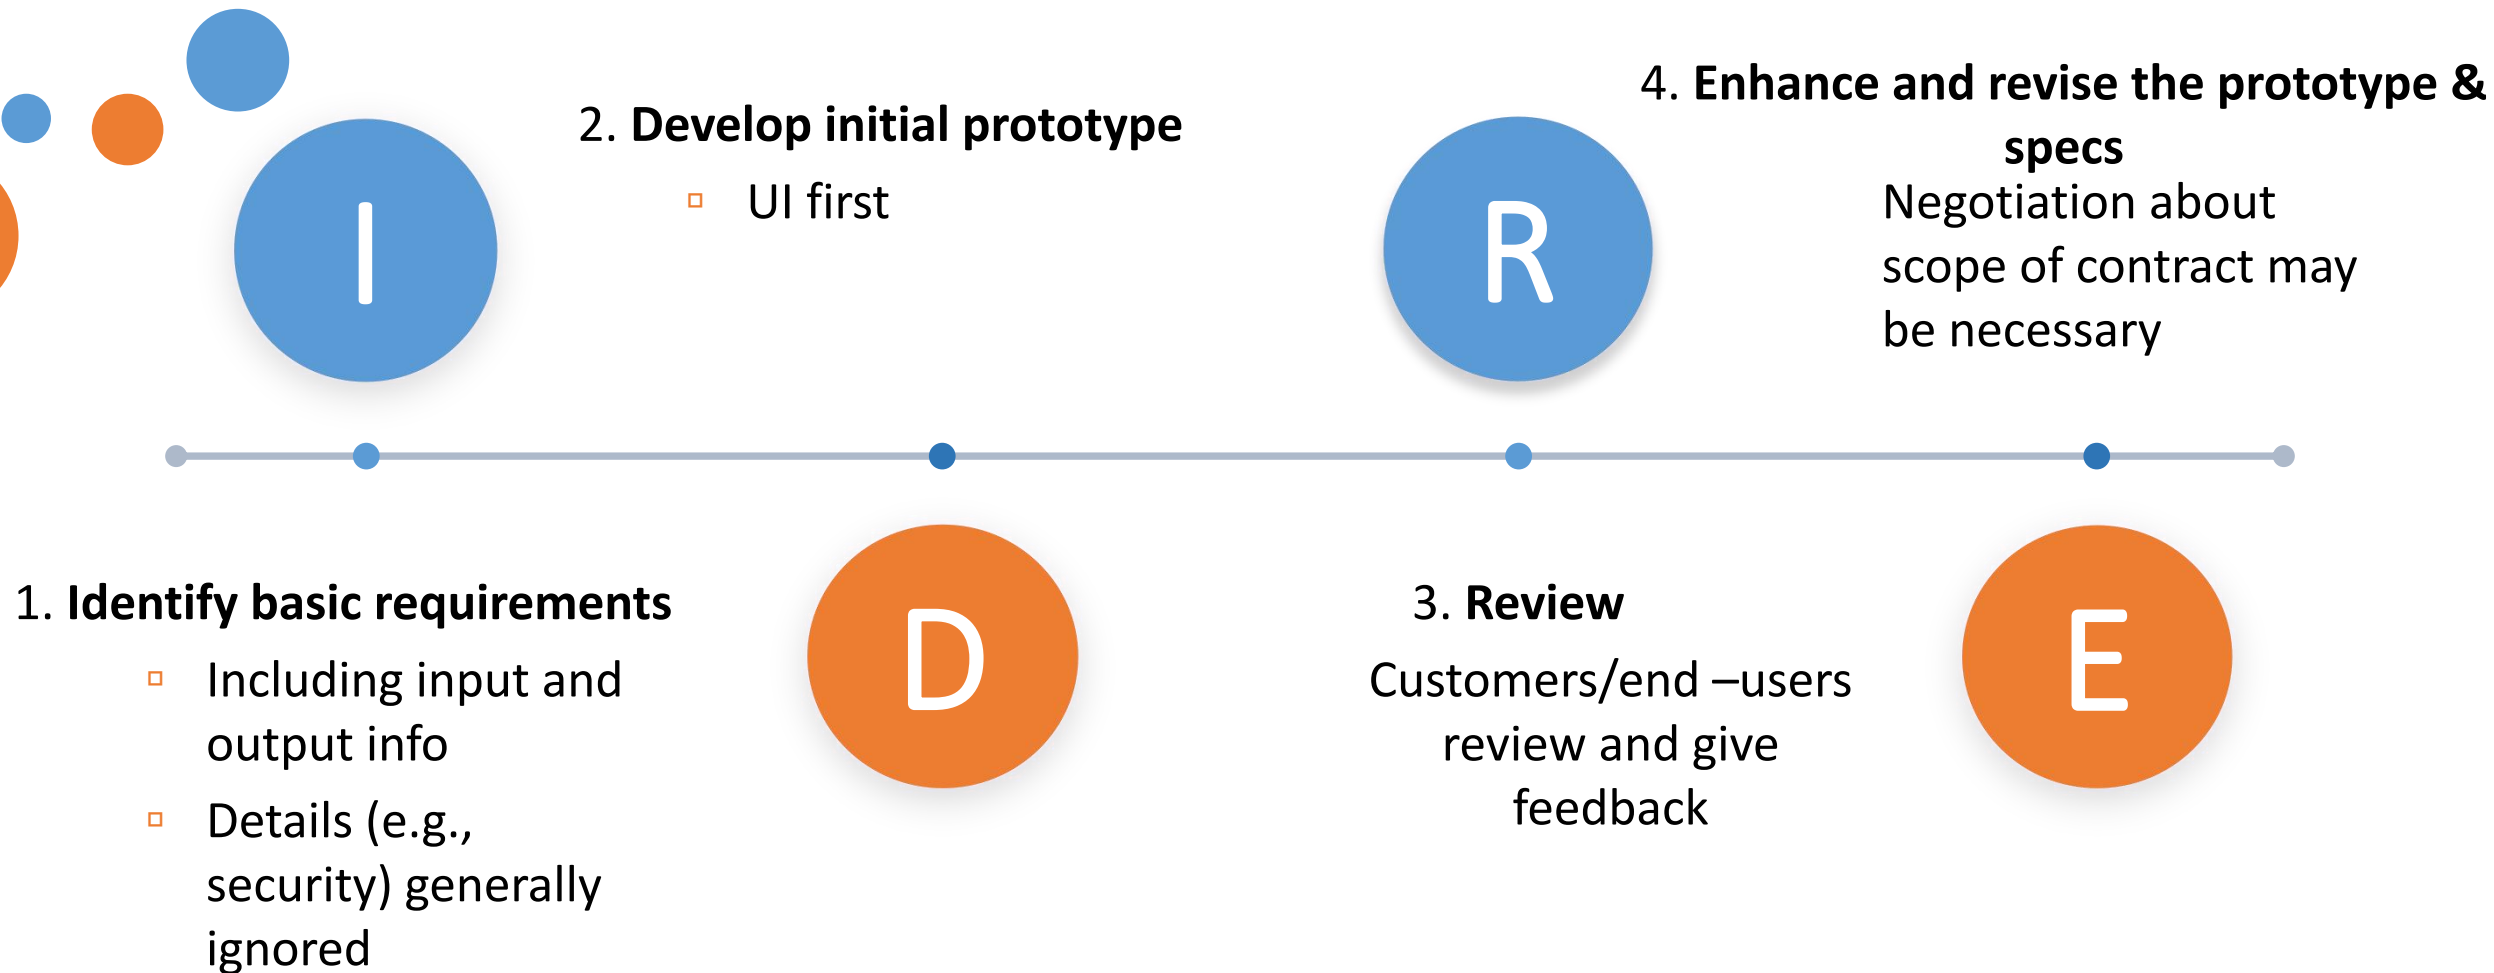 I
1. Identify basic requirements
Including input and
output info
Details (e.g.,
security) generally
ignored
2. Develop initial prototype
UI first
D
R
3. Review
Customers/end –users
review and give
feedback
4. Enhance and revise the prototype &
specs
Negotiation about
scope of contract may
be necessary
E